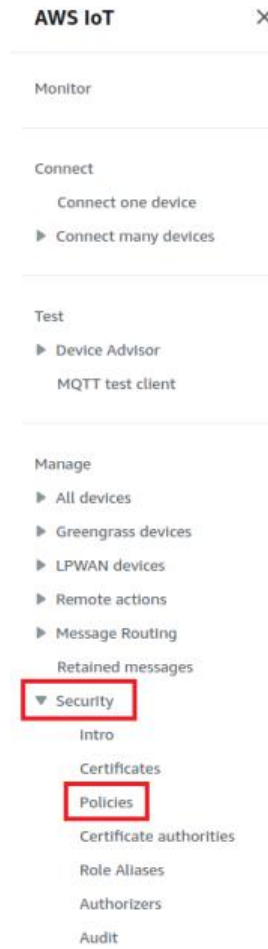 AWS IoT
Monitor
Connect
Connect one device
Connect many devices
Test
Device Advisor
MQTT test client
Manage
All devices
Greengrass devices
LPWAN devices
Remote actions
Message Routing
Retained messages
Security
Intro
Certificates
Policies
Certificate authorities
Role Aliases
Authorizers
Audit